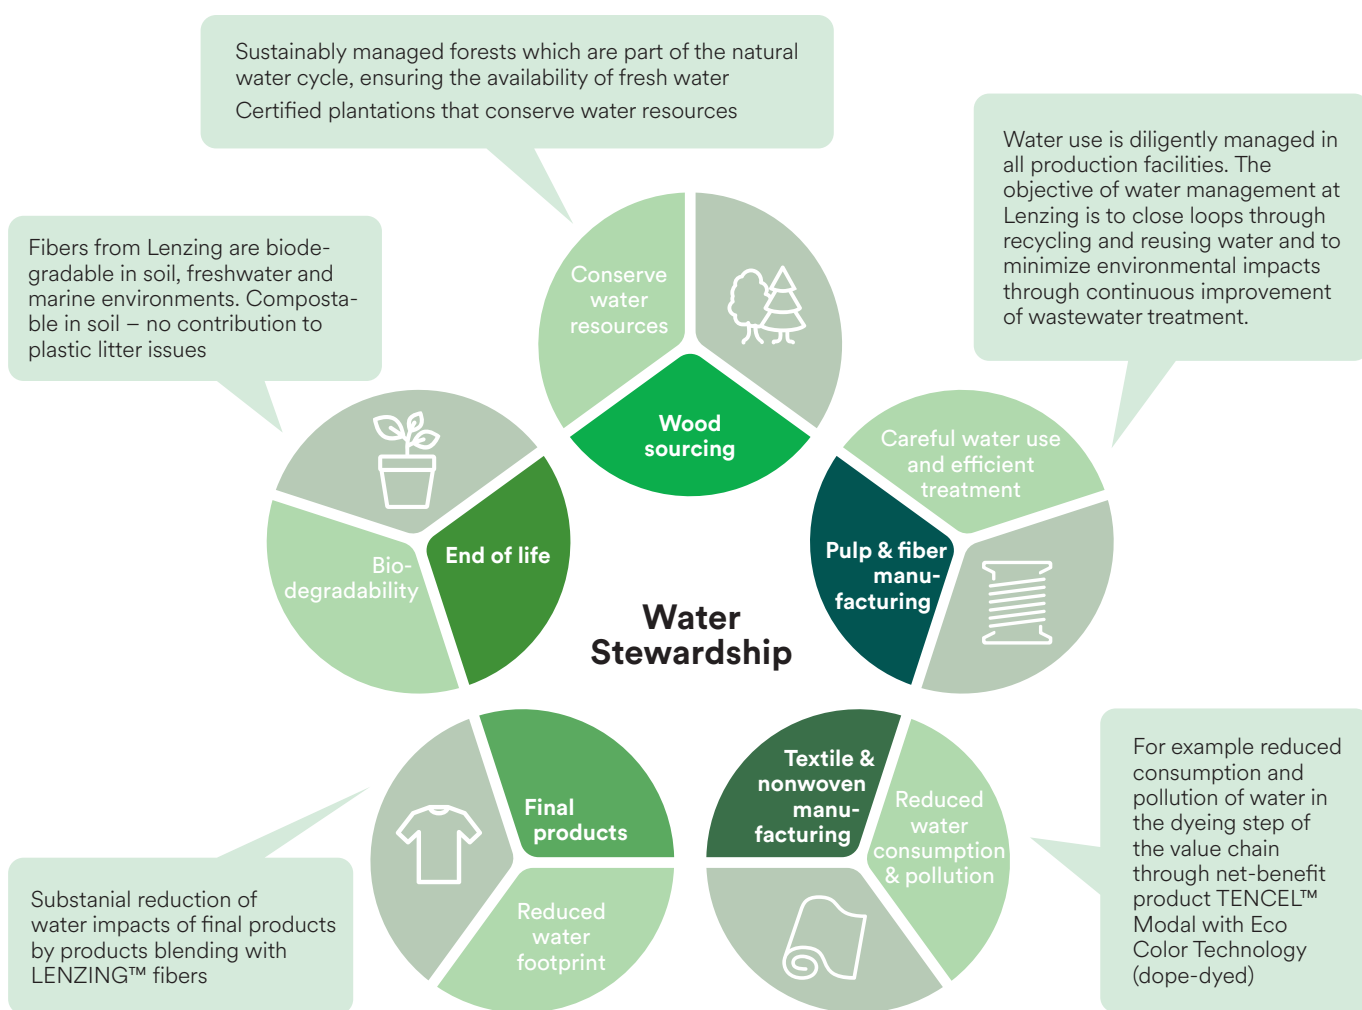 Sustainably managed forests which are part of the natural
water cycle, ensuring the availability of fresh water
Certified plantations that conserve water resources
Water use is diligently managed in
all production facilities. The
objective of water management at
Lenzing is to close loops through
recycling and reusing water and to
minimize environmental impacts
through continuous improvement
of wastewater treatment.
Fibers from Lenzing are biode-
gradable in soil, freshwater and
marine environments. Composta-
ble in soil – no contribution to
plastic litter issues
Conserve
water
resources
Wood
sourcing
Careful water use
and efficient
treatment
Pulp & fiber
manu-
facturing
End of life
Bio-
degradability
Water
Stewardship
Textile &
nonwoven
manu-
facturing
Reduced
water
consumption
& pollution
Final
products
Reduced
water
footprint
For example reduced
consumption and
pollution of water in
the dyeing step of
the value chain
through net-benefit
product TENCEL™
Modal with Eco
Color Technology
(dope-dyed)
Substanial reduction of
water impacts of final products
by products blending with
LENZING™ fibers